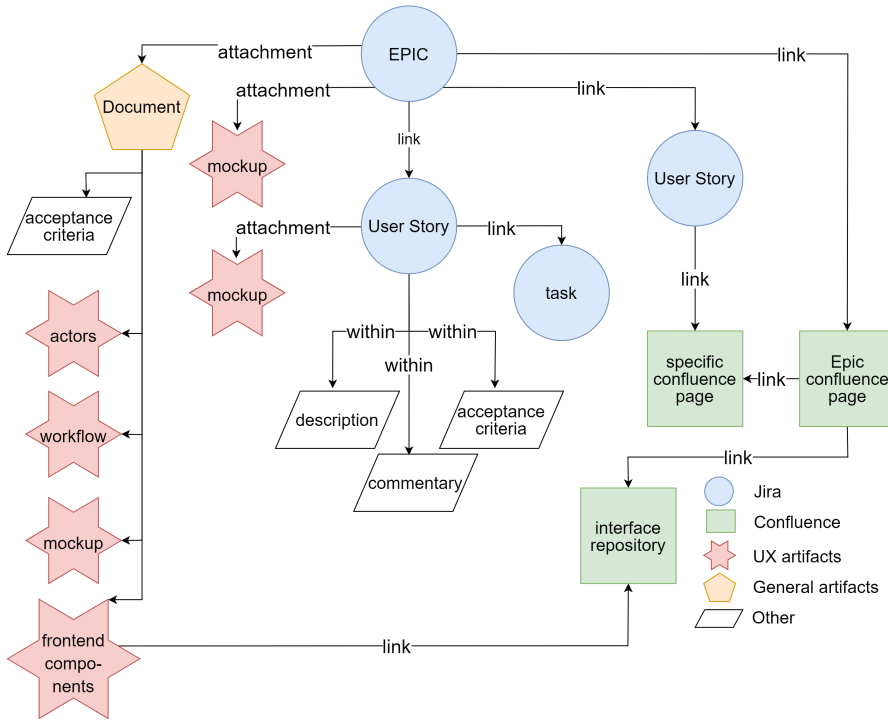 EPIC
attachment
link
Document
attachment
link
mockup
link
User Story
acceptance
criteria
User Story
attachment
link
mockup
task
link
actors
within
within
within
specific
confluence
page
link
Epic
confluence
page
description
acceptance
criteria
workflow
commentary
link
mockup
interface
repository
Jira
Confluence
UX artifacts
General artifacts
Other
frontend
compo-
nents
link